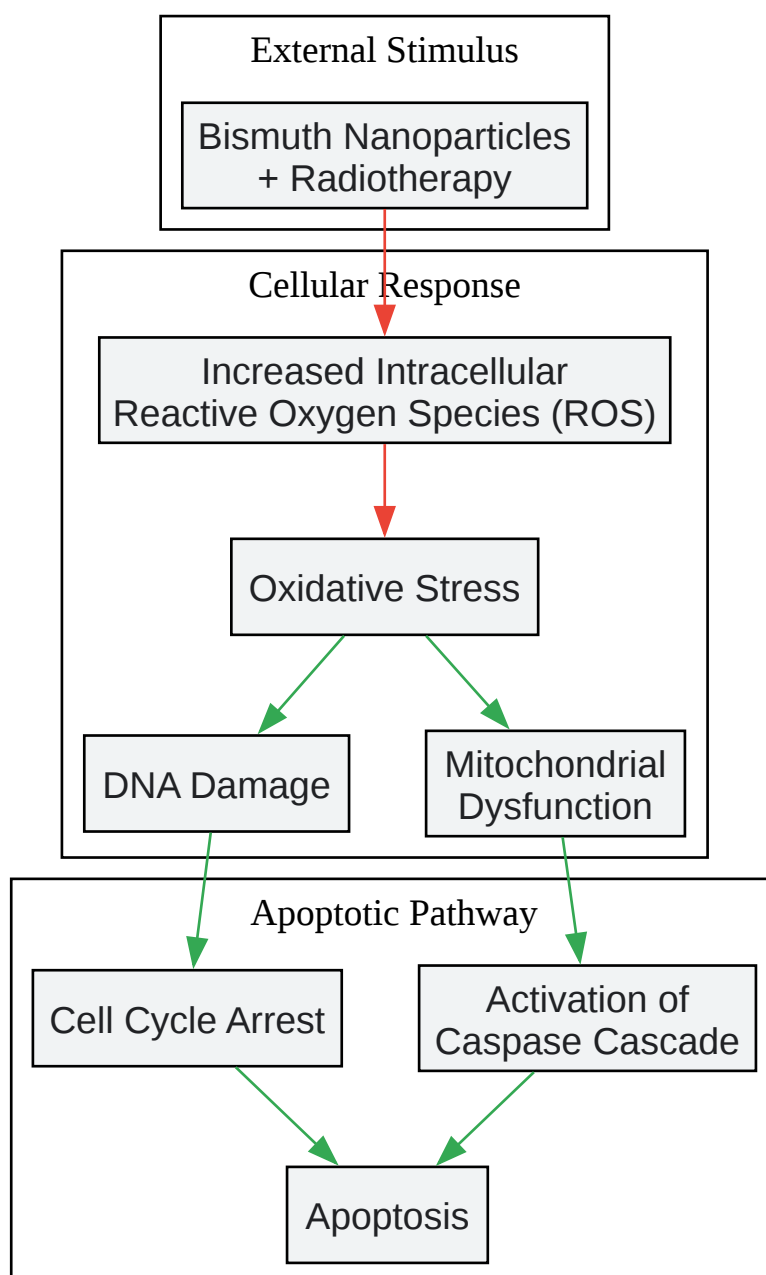 External Stimulus
Bismuth Nanoparticles
+ Radiotherapy
Cellular Response
Increased Intracellular
Reactive Oxygen Species (ROS)
Oxidative Stress
DNA Damage
Mitochondrial
Dysfunction
Apoptotic Pathway
Cell Cycle Arrest
Activation of
Caspase Cascade
Apoptosis